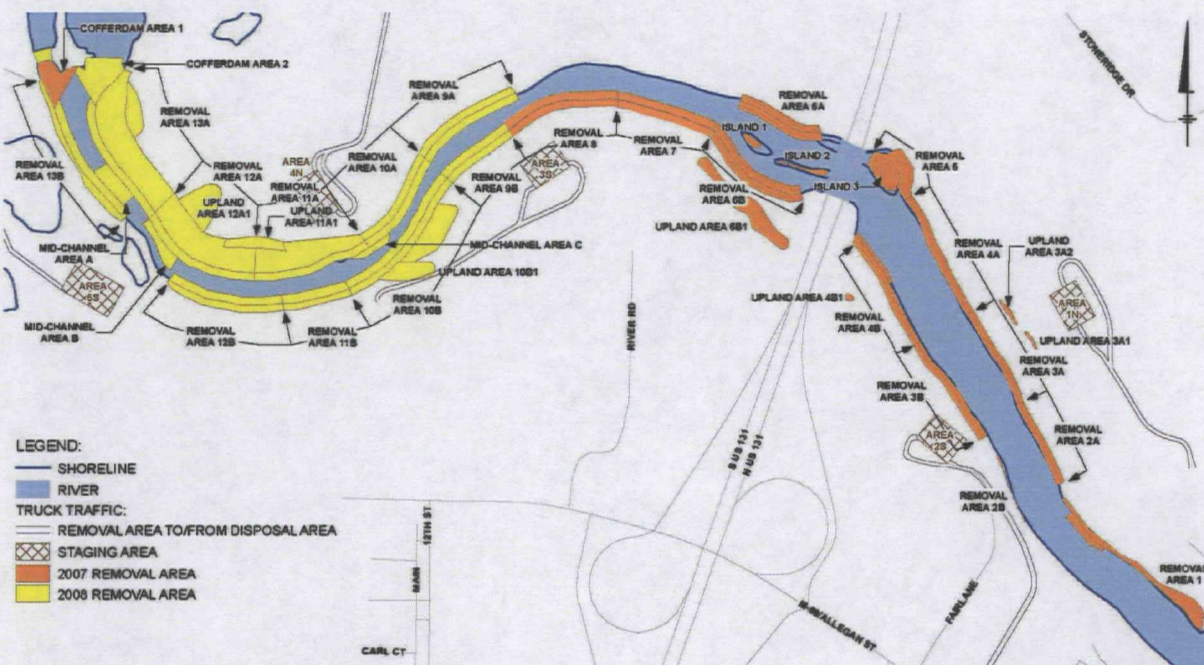 COFFERDAM AREA 1
COFFERDAM AREA 2
REMOVAL
AREA 13A
REMOVAL
AREA 9A
REMOVAL
AREA 6A
STONERIDGE DR
ISLAND 1
ISLAND 2
ISLAND 3
REMOVAL
AREA 5
REMOVAL
AREA 8
REMOVAL
AREA 7
AREA
3S
REMOVAL
AREA 10A
AREA
4N
REMOVAL
AREA 12A
REMOVAL
AREA 11A
UPLAND
AREA 11A1
UPLAND
AREA 12A1
REMOVAL
AREA 13B
REMOVAL
AREA 9B
REMOVAL
AREA 6B
UPLAND AREA 6B1
MID-CHANNEL
AREA A
MID-CHANNEL AREA C
UPLAND AREA 10B1
REMOVAL
AREA 4A
UPLAND
AREA 3A2
AREA
1N
UPLAND AREA 3A1
UPLAND AREA 4B1
REMOVAL
AREA 4B
REMOVAL
AREA 3A
MID-CHANNEL
AREA B
REMOVAL
AREA 12B
REMOVAL
AREA 11B
REMOVAL
AREA 10B
RIVER RD
REMOVAL
AREA 3B
AREA
2S
REMOVAL
AREA 2A
REMOVAL
AREA 2B
S US 131
N US 131
LEGEND:
SHORELINE
RIVER
TRUCK TRAFFIC:
REMOVAL AREA TO/FROM DISPOSAL AREA
STAGING AREA
2007 REMOVAL AREA
2008 REMOVAL AREA
12TH ST
MAIN
CARL CT
FAIRLANE
REMOVAL
AREA 1